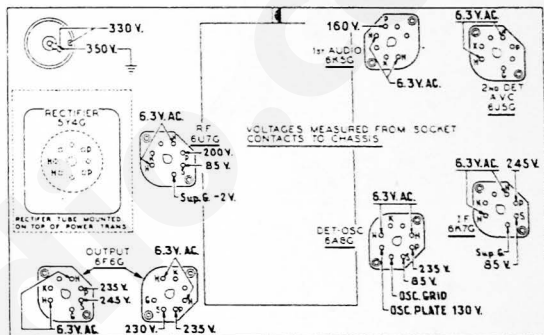 330 V.
350 V.
160 V.
6.3 V. AC.
1st AUDIO
6K5G
6.3 V. AC.
2ND DET
A.V.C
6J5G
RECTIFIER
5Y4G
6.3 V. AC.
R F
6U7G
200 V.
85 V.
Sup. G. -2 V.
VOLTAGES MEASURED FROM SOCKET
CONTACTS TO CHASSIS
RECTIFIER TUBE MOUNTED
ON TOP OF POWER TRANS.
6.3 V. AC.
245 V.
I F
6K7G
Sup G
85 V.
6.3 V. AC.
DET-OSC
6A8G
235 V.
85 V.
OSC. GRID
OSC. PLATE 130 V.
OUTPUT
6F6G
6.3 V. AC.
235 V.
245 V.
6.3 V. AC.
230 V.
235 V.